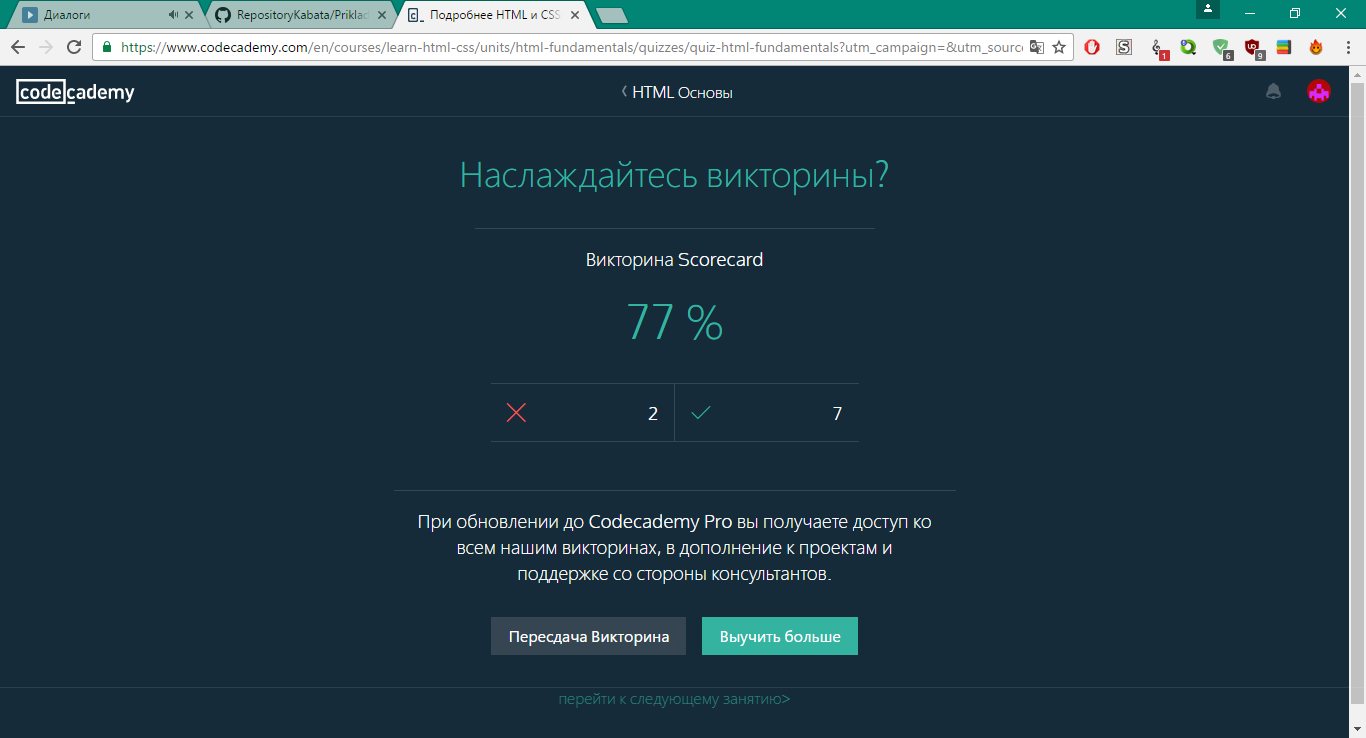 Диалоги
RepositoryKabata/Priklad
Подробнее HTML и CSS
https://www.codecademy.com/en/courses/learn-html-css/units/html-fundamentals/quizzes/quiz-html-fundamentals?utm_campaign=&utm_sourc
1
6
9
codecademy
HTML Основы
Наслаждайтесь викторины?
Викторина Scorecard
77 %
2
7
При обновлении до Codecademy Pro вы получаете доступ ко
всем нашим викторинах, в дополнение к проектам и
поддержке со стороны консультантов.
Пересдача Викторина
Выучить больше
перейти к следующему занятию>